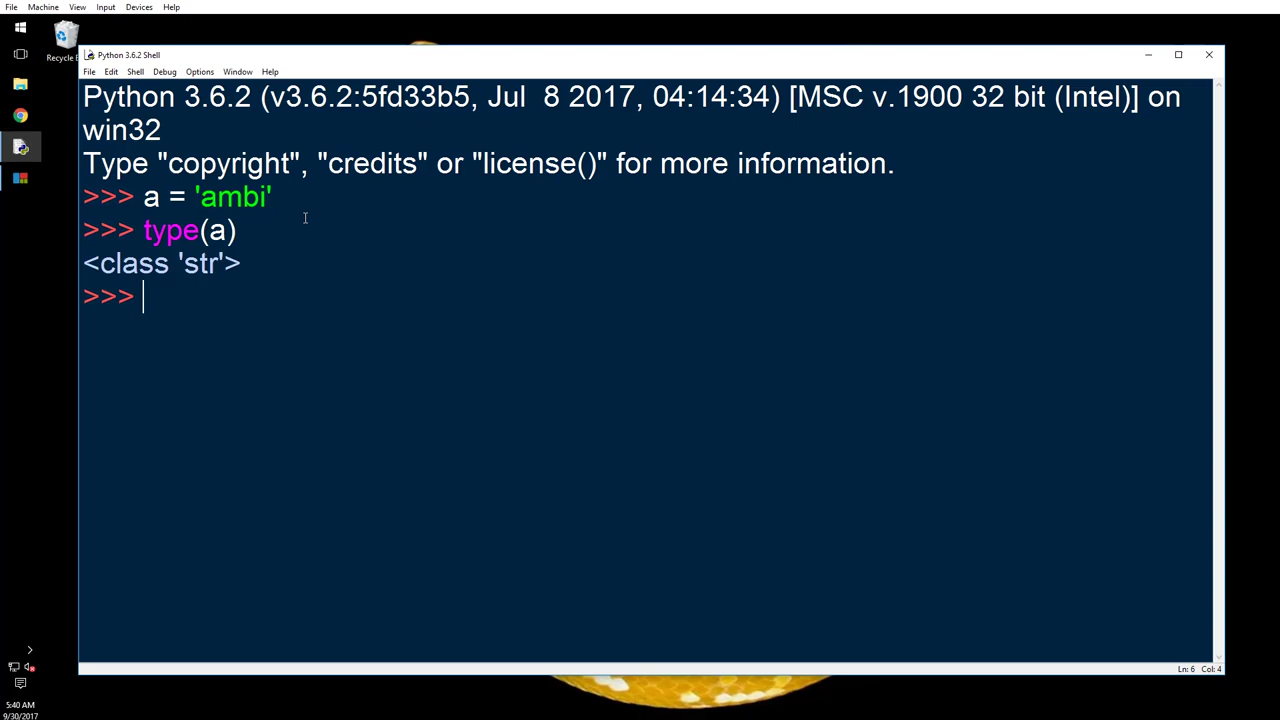 File Machine View Input Devices Help
Recycle
Python 3.6.2 Shell
File Edit Shell Debug Options Window Help
Python 3.6.2 (v3.6.2:5fd33b5, Jul  8 2017, 04:14:34) [MSC v.1900 32 bit (Intel)] on
win32
Type "copyright", "credits" or "license()" for more information.
>>> a = 'ambi'
>>> type(a)
<class 'str'>
>>>
Ln: 6 Col: 4
5:40 AM
9/30/2017